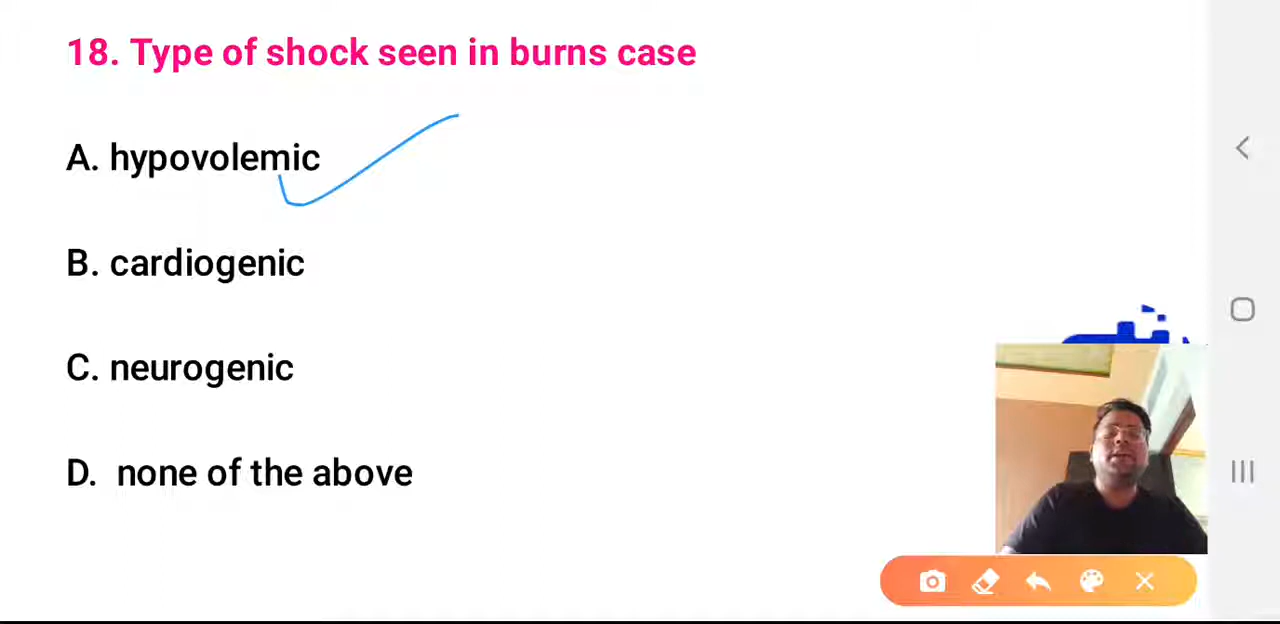 18. Type of shock seen in burns case
A. hypovolemic
B. cardiogenic
C. neurogenic
D. none of the above